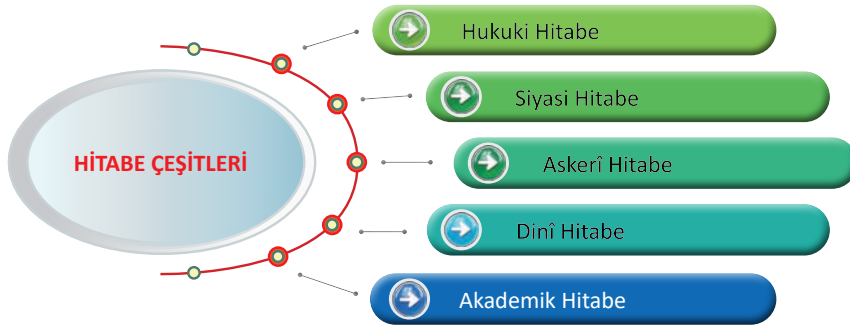 HİTABE ÇEŞİTLERİ
Hukuki Hitabe
Siyasi Hitabe
Askerî Hitabe
Dinî Hitabe
Akademik Hitabe